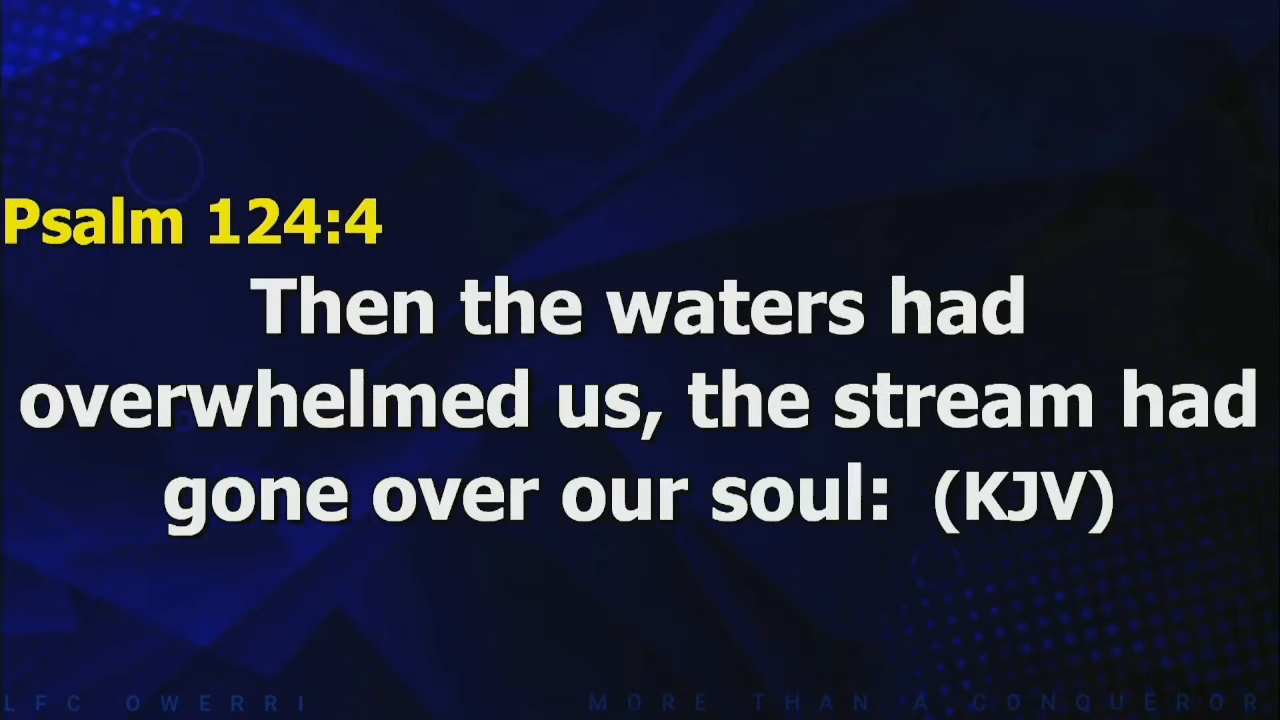 Psalm 124:4
Then the waters had
overwhelmed us, the stream had
gone over our soul:  (KJV)
LFC OWERRI
MORE THAN A CONQUEROR